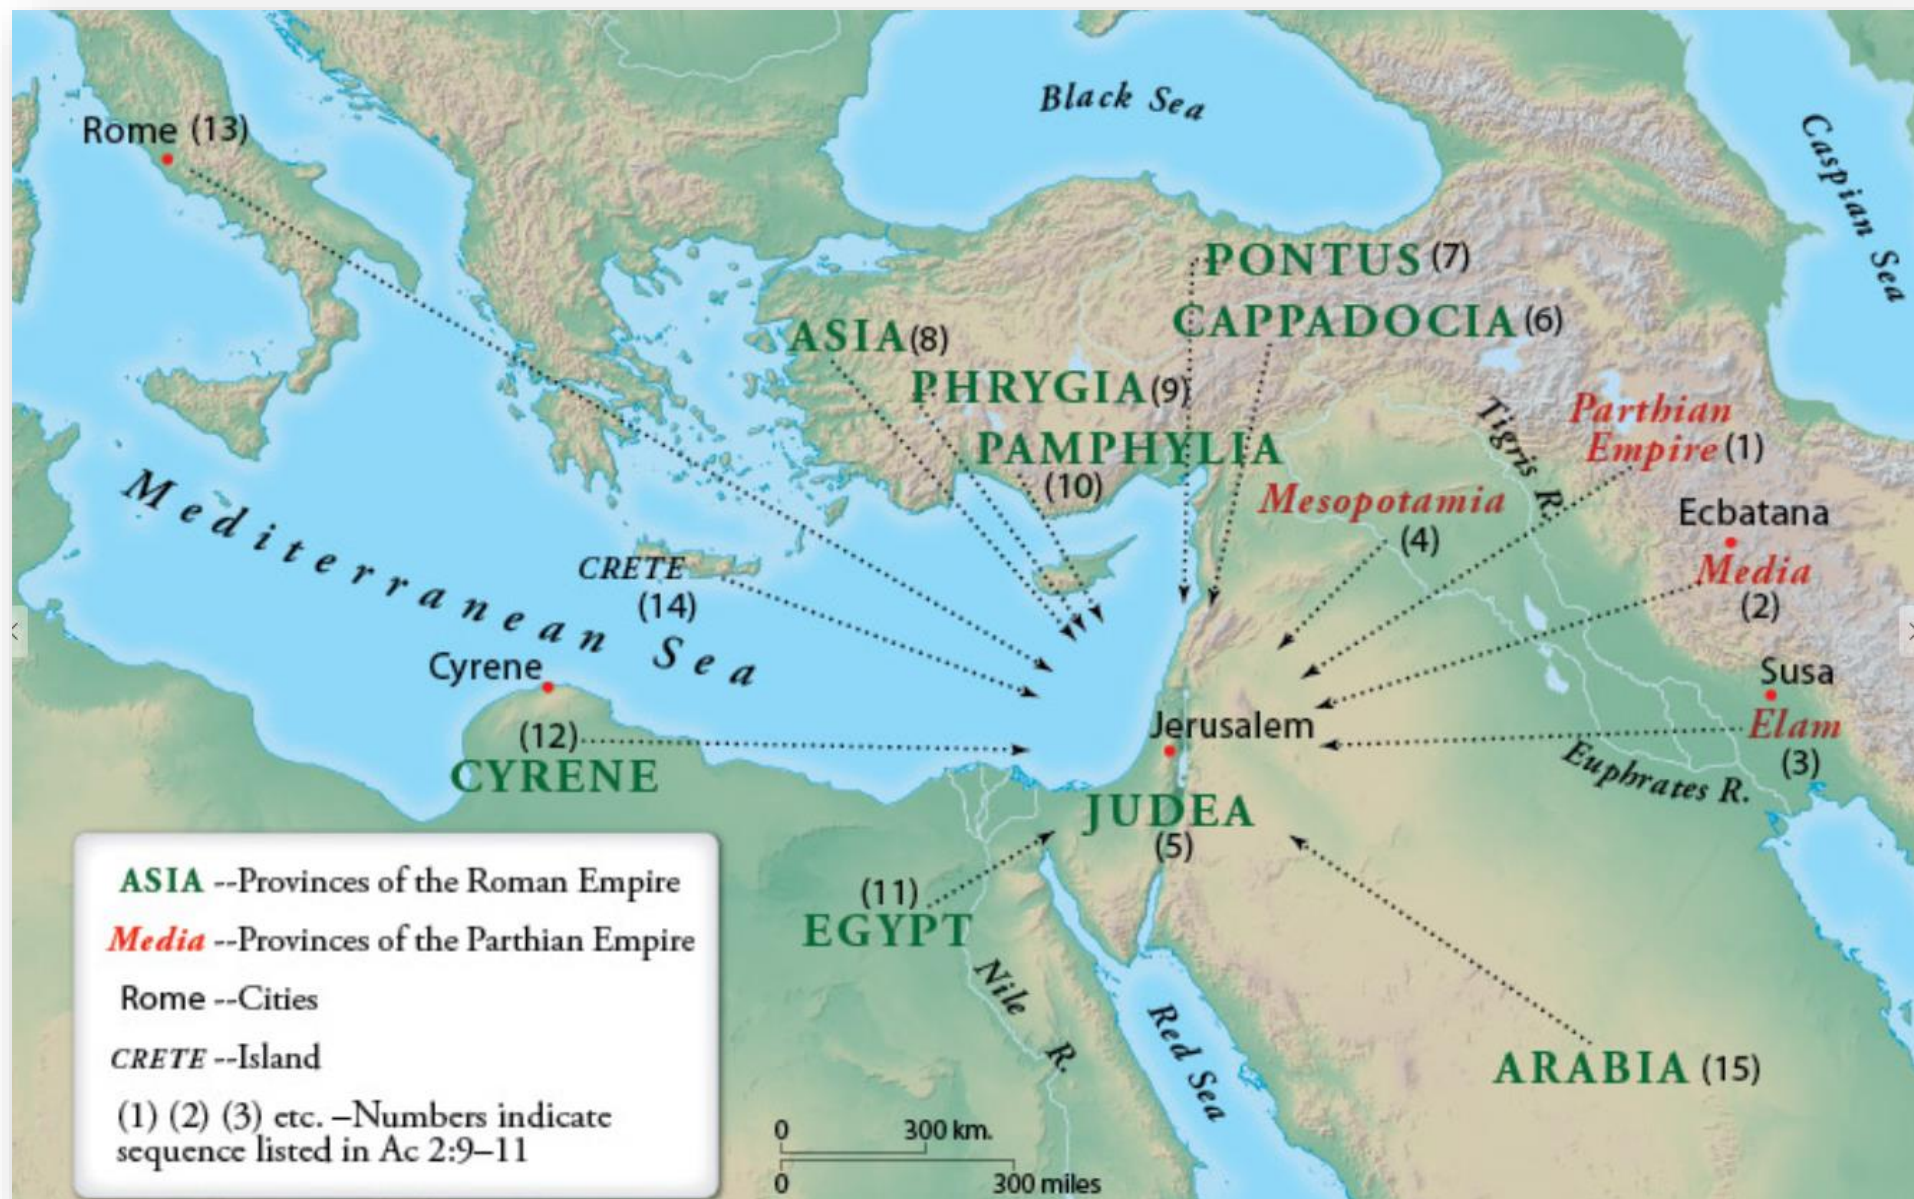 Black Sea
Caspian Sea
Rome (13)
PONTUS (7)
CAPPADOCIA (6)
ASIA (8)
PHRYGIA (9)
PAMPHYLIA
(10)
Tigris R.
Parthian
Empire (1)
Mesopotamia
(4)
Ecbatana
Media
(2)
Mediterranean Sea
CRETE
(14)
Cyrene
(12)
CYRENE
Jerusalem
JUDEA
(5)
Susa
Elam
(3)
Euphrates R.
(11)
EGYPT
Nile R.
Red Sea
ARABIA (15)
ASIA --Provinces of the Roman Empire
Media --Provinces of the Parthian Empire
Rome --Cities
CRETE --Island
(1) (2) (3) etc. –Numbers indicate
sequence listed in Ac 2:9–11
0 300 km.
0 300 miles